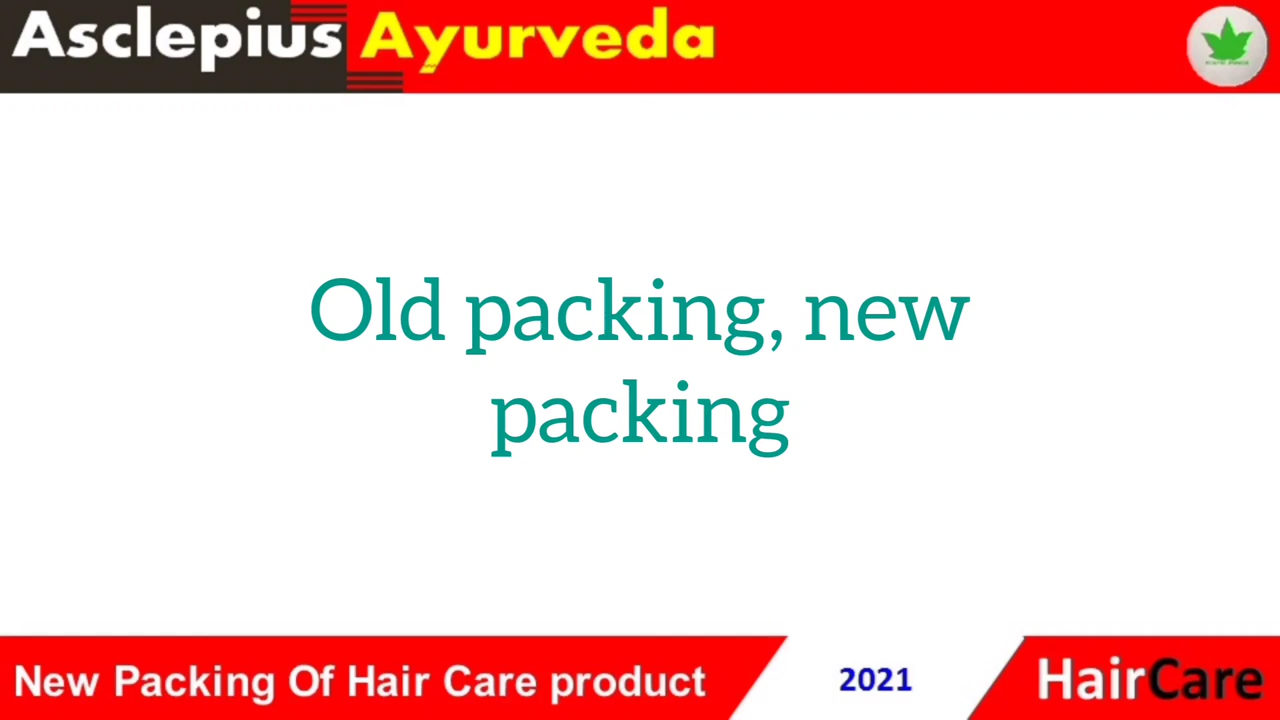 Asclepius Ayurveda
Old packing, new
packing
New Packing Of Hair Care product
2021
HairCare